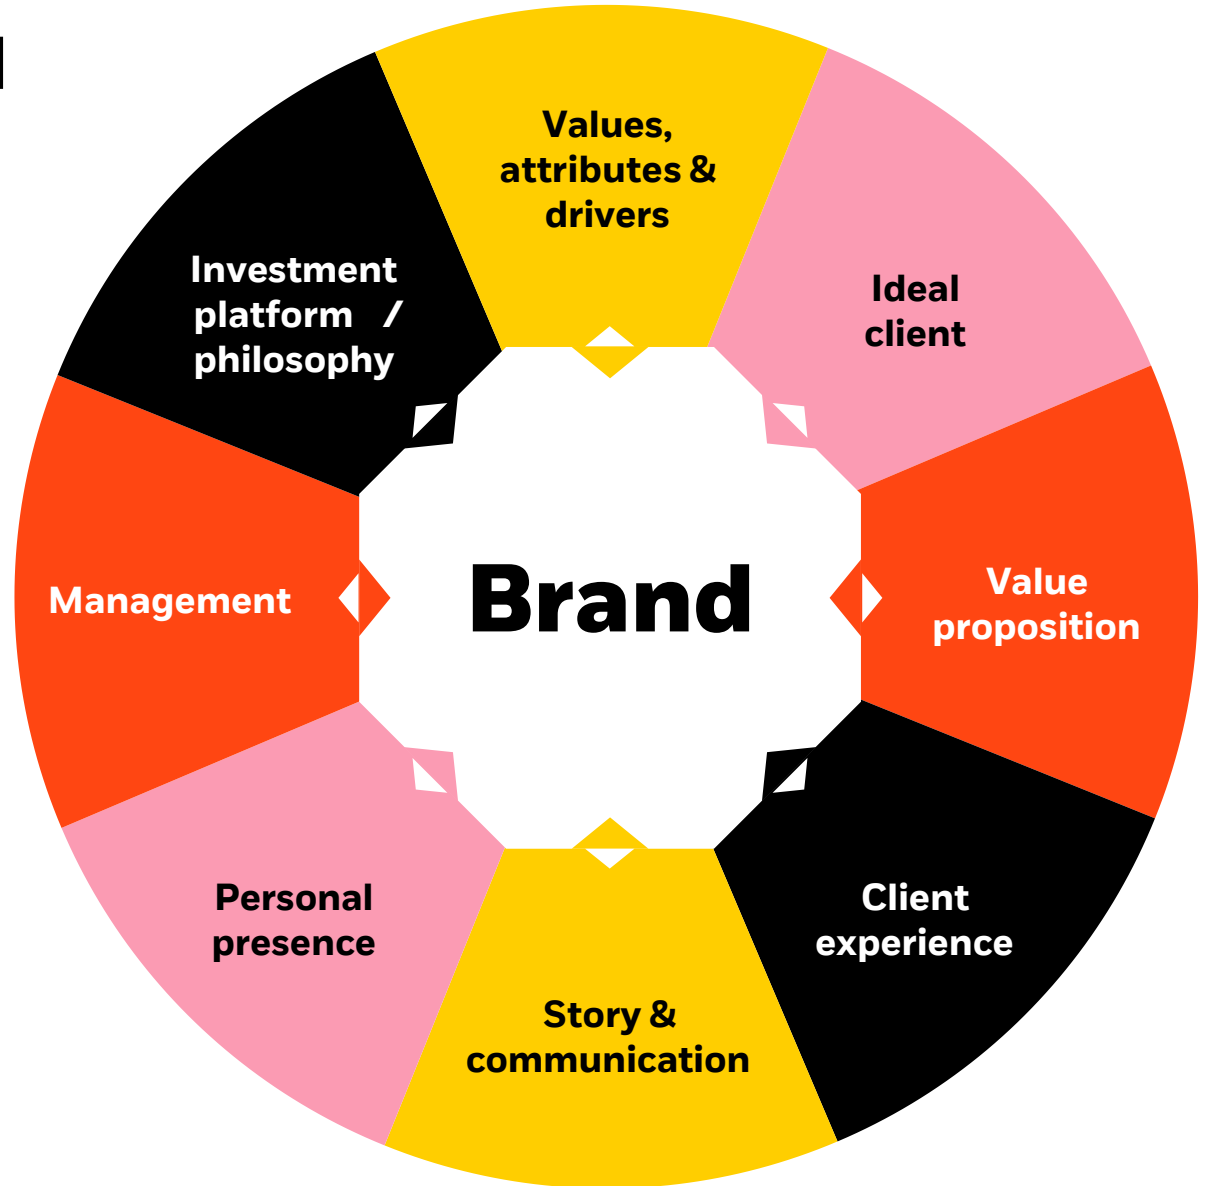 Values,
attributes &
drivers
Ideal
client
Value
proposition
Client
experience
Story &
communication
Personal
presence
Management
Investment
platform /
philosophy
Brand